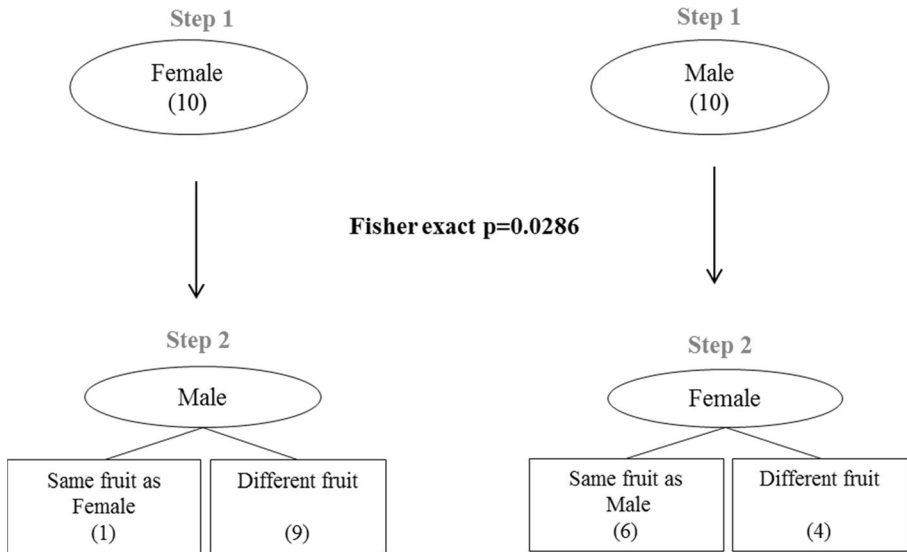 Step 1
Female
(10)
Step 1
Male
(10)
Fisher exact p=0.0286
Step 2
Male
Same fruit as
Female
(1)
Different fruit
(9)
Step 2
Female
Same fruit as
Male
(6)
Different fruit
(4)